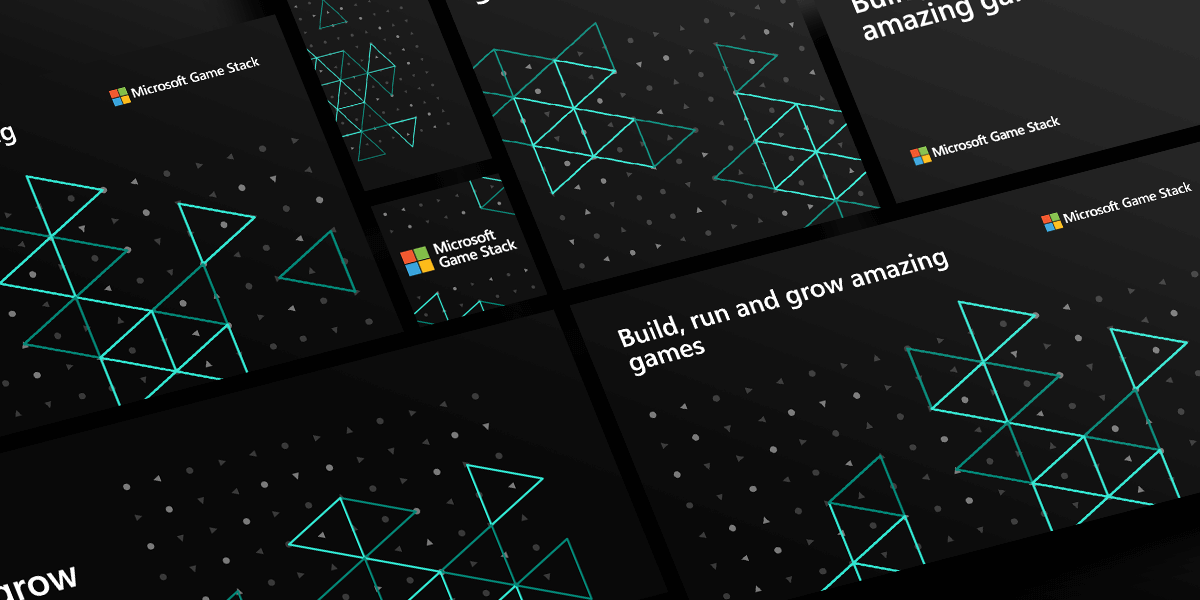 Microsoft Game Stack
amazing
Microsoft Game Stack
Microsoft
Game Stack
Build, run and grow amazing
games
Microsoft Game Stack
grow